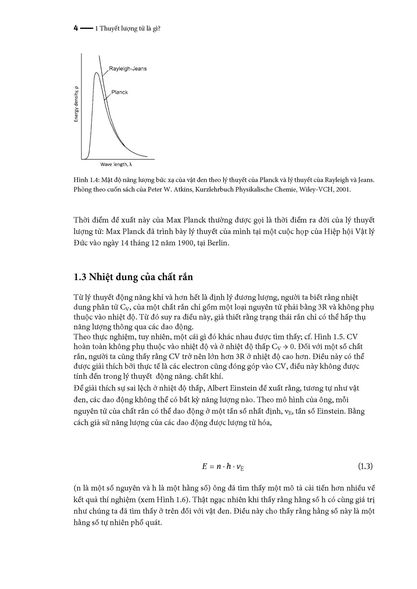 4 — 1 Thuyết lượng tử là gì?
Energy density, ρ
Rayleigh-Jeans
Planck
Wave length, λ
Hình 1.4: Mật độ năng lượng bức xạ của vật đen theo lý thuyết của Planck và lý thuyết của Rayleigh và Jeans.
Phỏng theo cuốn sách của Peter W. Atkins, Kurzlehrbuch Physikalische Chemie, Wiley-VCH, 2001.
Thời điểm đề xuất này của Max Planck thường được gọi là thời điểm ra đời của lý thuyết
lượng tử: Max Planck đã trình bày lý thuyết của mình tại một cuộc họp của Hiệp hội Vật lý
Đức vào ngày 14 tháng 12 năm 1900, tại Berlin.
1.3 Nhiệt dung của chất rắn
Từ lý thuyết động năng khí và hơn hết là định lý đương lượng, người ta biết rằng nhiệt
dung phân tử Cᵥ, của một chất rắn chỉ gồm một loại nguyên tử phải bằng 3R và không phụ
thuộc vào nhiệt độ. Từ đó suy ra điều này, giả thiết rằng trạng thái rắn chỉ có thể hấp thụ
năng lượng thông qua các dao động.
Theo thực nghiệm, tuy nhiên, một cái gì đó khác nhau được tìm thấy; cf. Hình 1.5. CV
hoàn toàn không phụ thuộc vào nhiệt độ và ở nhiệt độ thấp Cᵥ → 0. Đối với một số chất
rắn, người ta cũng thấy rằng CV trở nên lớn hơn 3R ở nhiệt độ cao hơn. Điều này có thể
được giải thích bởi thực tế là các electron cũng đóng góp vào CV, điều này không được
tính đến trong lý thuyết động năng. chất khí.
Để giải thích sự sai lệch ở nhiệt độ thấp, Albert Einstein đề xuất rằng, tương tự như vật
đen, các dao động không thể có bất kỳ năng lượng nào. Theo mô hình của ông, mỗi
nguyên tử của chất rắn có thể dao động ở một tần số nhất định, νE, tần số Einstein. Bằng
cách giả sử năng lượng của các dao động được lượng tử hóa,
E = n · h · νE (1.3)
(n là một số nguyên và h là một hằng số) ông đã tìm thấy một mô tả cải tiến hơn nhiều về
kết quả thí nghiệm (xem Hình 1.6). Thật ngạc nhiên khi thấy rằng hằng số h có cùng giá trị
như chúng ta đã tìm thấy ở trên đối với vật đen. Điều này cho thấy rằng hằng số này là một
hằng số tự nhiên phổ quát.